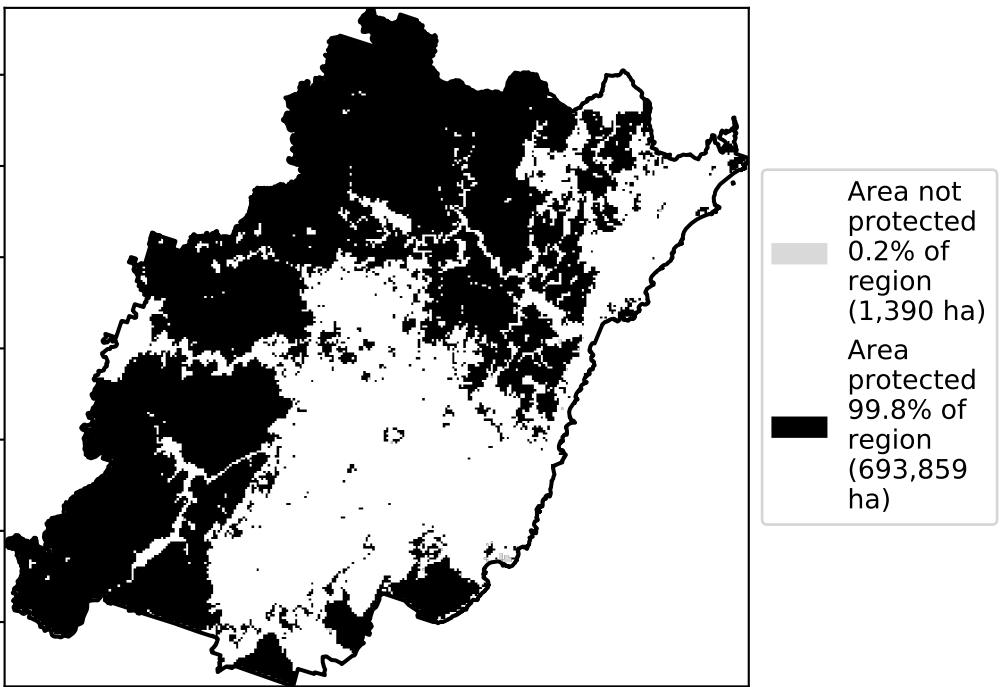 Area not
protected
0.2% of
region
(1,390 ha)
Area
protected
99.8% of
region
(693,859
ha)